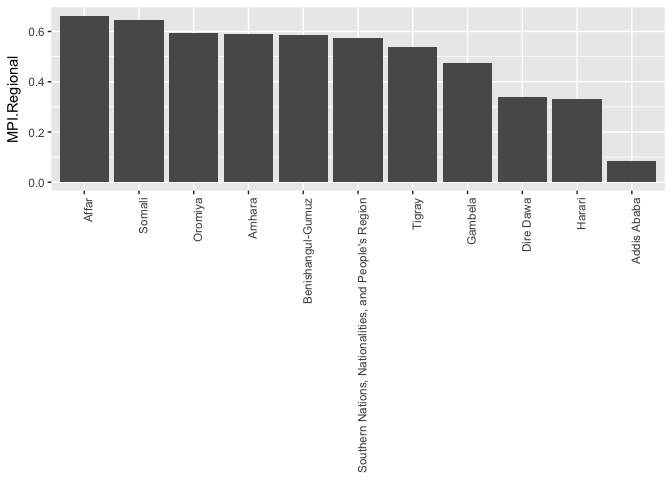 MPI.Regional
0.6
0.4
0.2
0.0
Affar
Somali
Oromiya
Amhara
Benishangul-Gumuz
Southern Nations, Nationalities, and People's Region
Tigray
Gambela
Dire Dawa
Harari
Addis Ababa